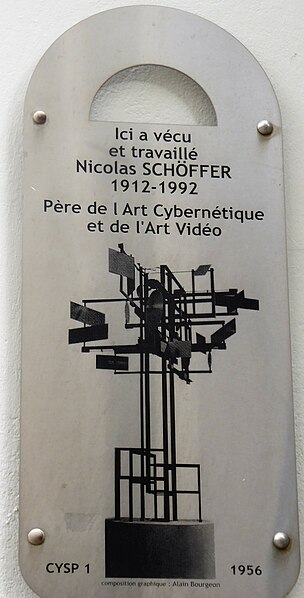 Ici a vécu
et travaillé
Nicolas SCHÖFFER
1912-1992
Père de l Art Cybernétique
et de l'Art Vidéo
CYSP 1 1956
composition graphique : Alain Bourgeon